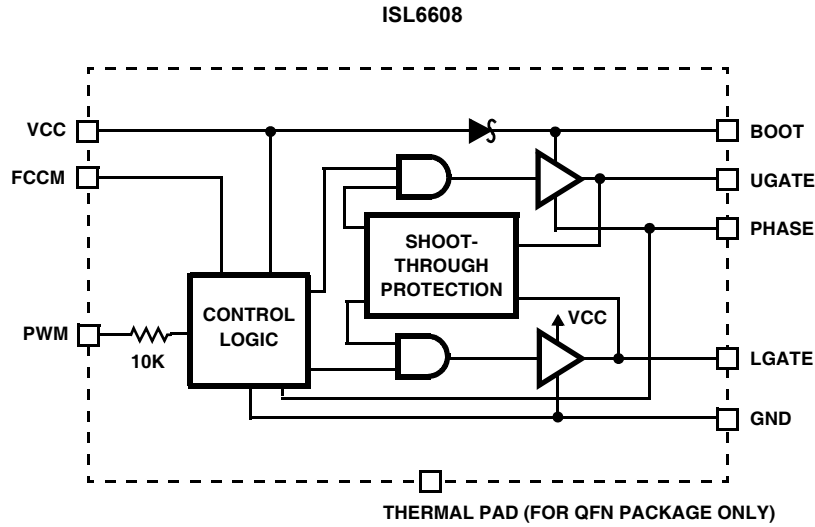 ISL6608
VCC
BOOT
FCCM
UGATE
PHASE
SHOOT-
THROUGH
PROTECTION
CONTROL
LOGIC
VCC
PWM
10K
LGATE
GND
THERMAL PAD (FOR QFN PACKAGE ONLY)